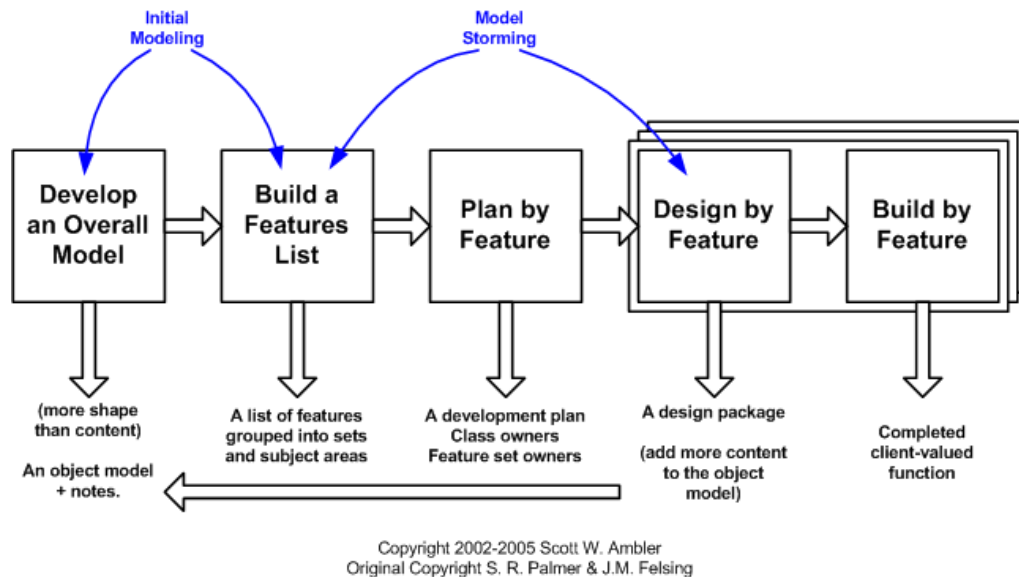 Initial
Modeling
Model
Storming
Develop
an Overall
Model
Build a
Features
List
Plan by
Feature
Design by
Feature
Build by
Feature
(more shape
than content)
An object model
+ notes.
A list of features
grouped into sets
and subject areas
A development plan
Class owners
Feature set owners
A design package
(add more content
to the object
model)
Completed
client-valued
function
Copyright 2002-2005 Scott W. Ambler
Original Copyright S. R. Palmer & J.M. Felsing